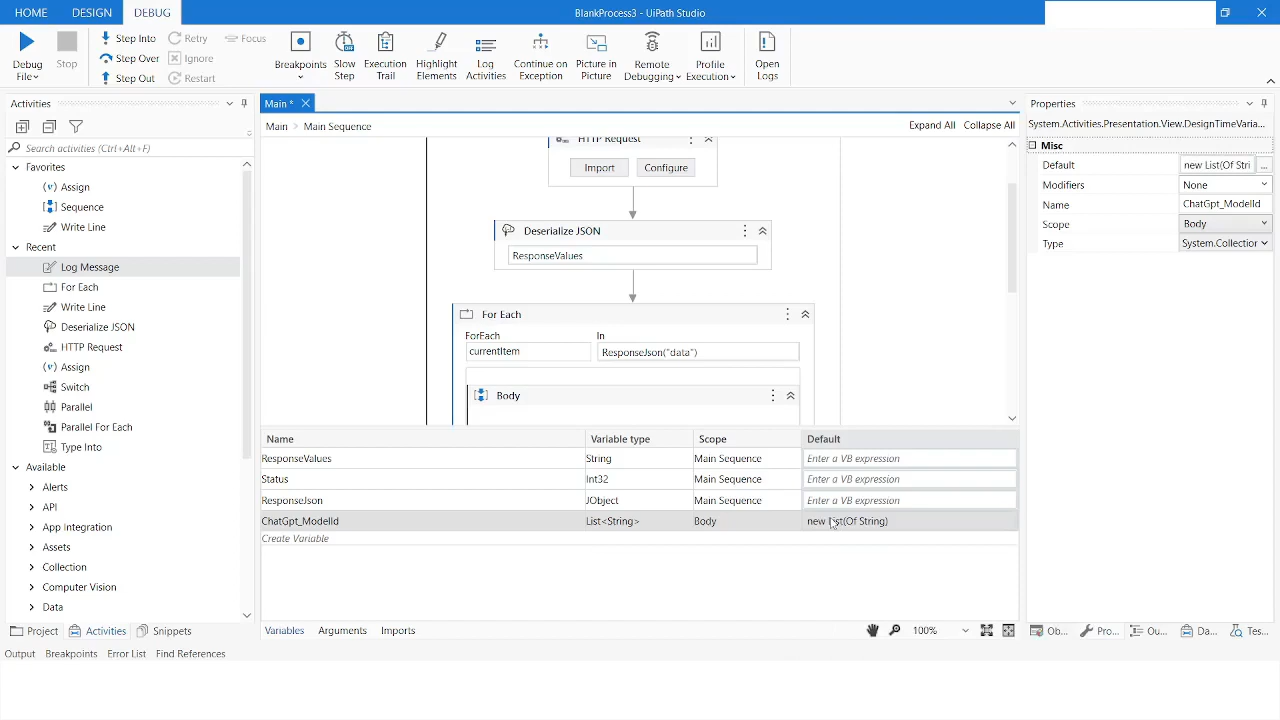 HOME DESIGN DEBUG BlankProcess3 - UiPath Studio
Debug File Stop Step Into Step Over Step Out Retry Ignore Restart Focus Breakpoints Slow Step Execution Trail Highlight Elements Log Activities Continue on Exception Picture in Picture Remote Debugging Profile Execution Open Logs
Activities
Search activities (Ctrl+Alt+F)
Favorites
Assign
Sequence
Write Line
Recent
Log Message
For Each
Write Line
Deserialize JSON
HTTP Request
Assign
Switch
Parallel
Parallel For Each
Type Into
Available
Alerts
API
App Integration
Assets
Collection
Computer Vision
Data
Project Activities Snippets
Main *
Main > Main Sequence Expand All Collapse All
HTTP Request
Import Configure
Deserialize JSON
ResponseValues
For Each
ForEach In
currentItem ResponseJson("data")
Body
Name Variable type Scope Default
ResponseValues String Main Sequence Enter a VB expression
Status Int32 Main Sequence Enter a VB expression
ResponseJson JObject Main Sequence Enter a VB expression
ChatGpt_ModelId List<String> Body new List(Of String)
Create Variable
Variables Arguments Imports 100%
Properties
System.Activities.Presentation.View.DesignTimeVaria...
Misc
Default new List(Of Stri ...
Modifiers None
Name ChatGpt_ModelId
Scope Body
Type System.Collection
Ob... Pro... Ou... Da... Tes...
Output Breakpoints Error List Find References